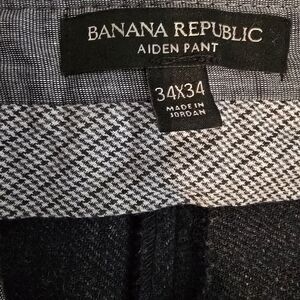 BANANA REPUBLIC
AIDEN PANT
34X34
MADE IN
JORDAN